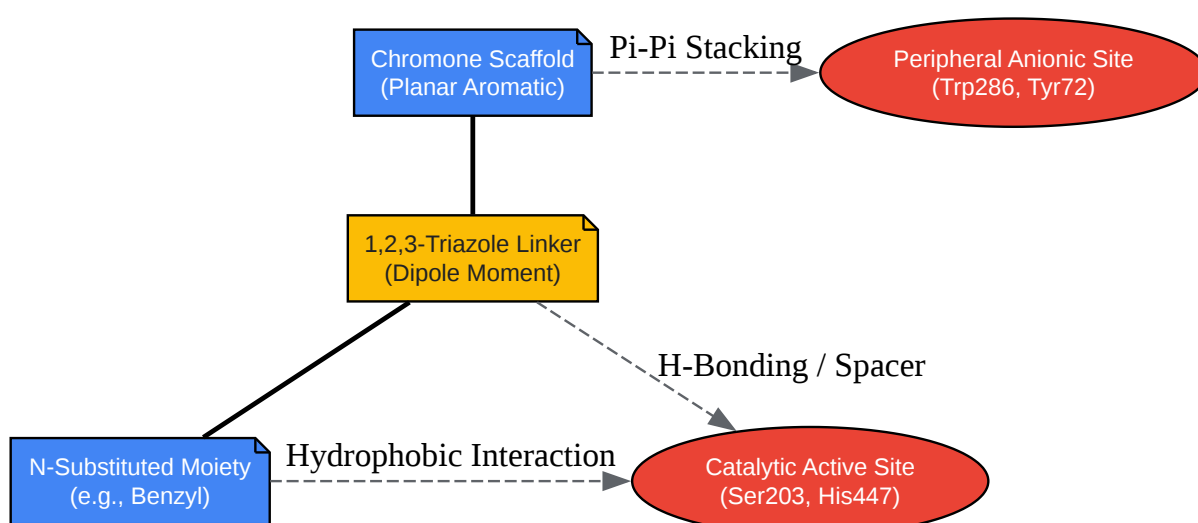 Chromone Scaffold
(Planar Aromatic)
Pi-Pi Stacking
Peripheral Anionic Site
(Trp286, Tyr72)
1,2,3-Triazole Linker
(Dipole Moment)
H-Bonding / Spacer
N-Substituted Moiety
(e.g., Benzyl)
Hydrophobic Interaction
Catalytic Active Site
(Ser203, His447)